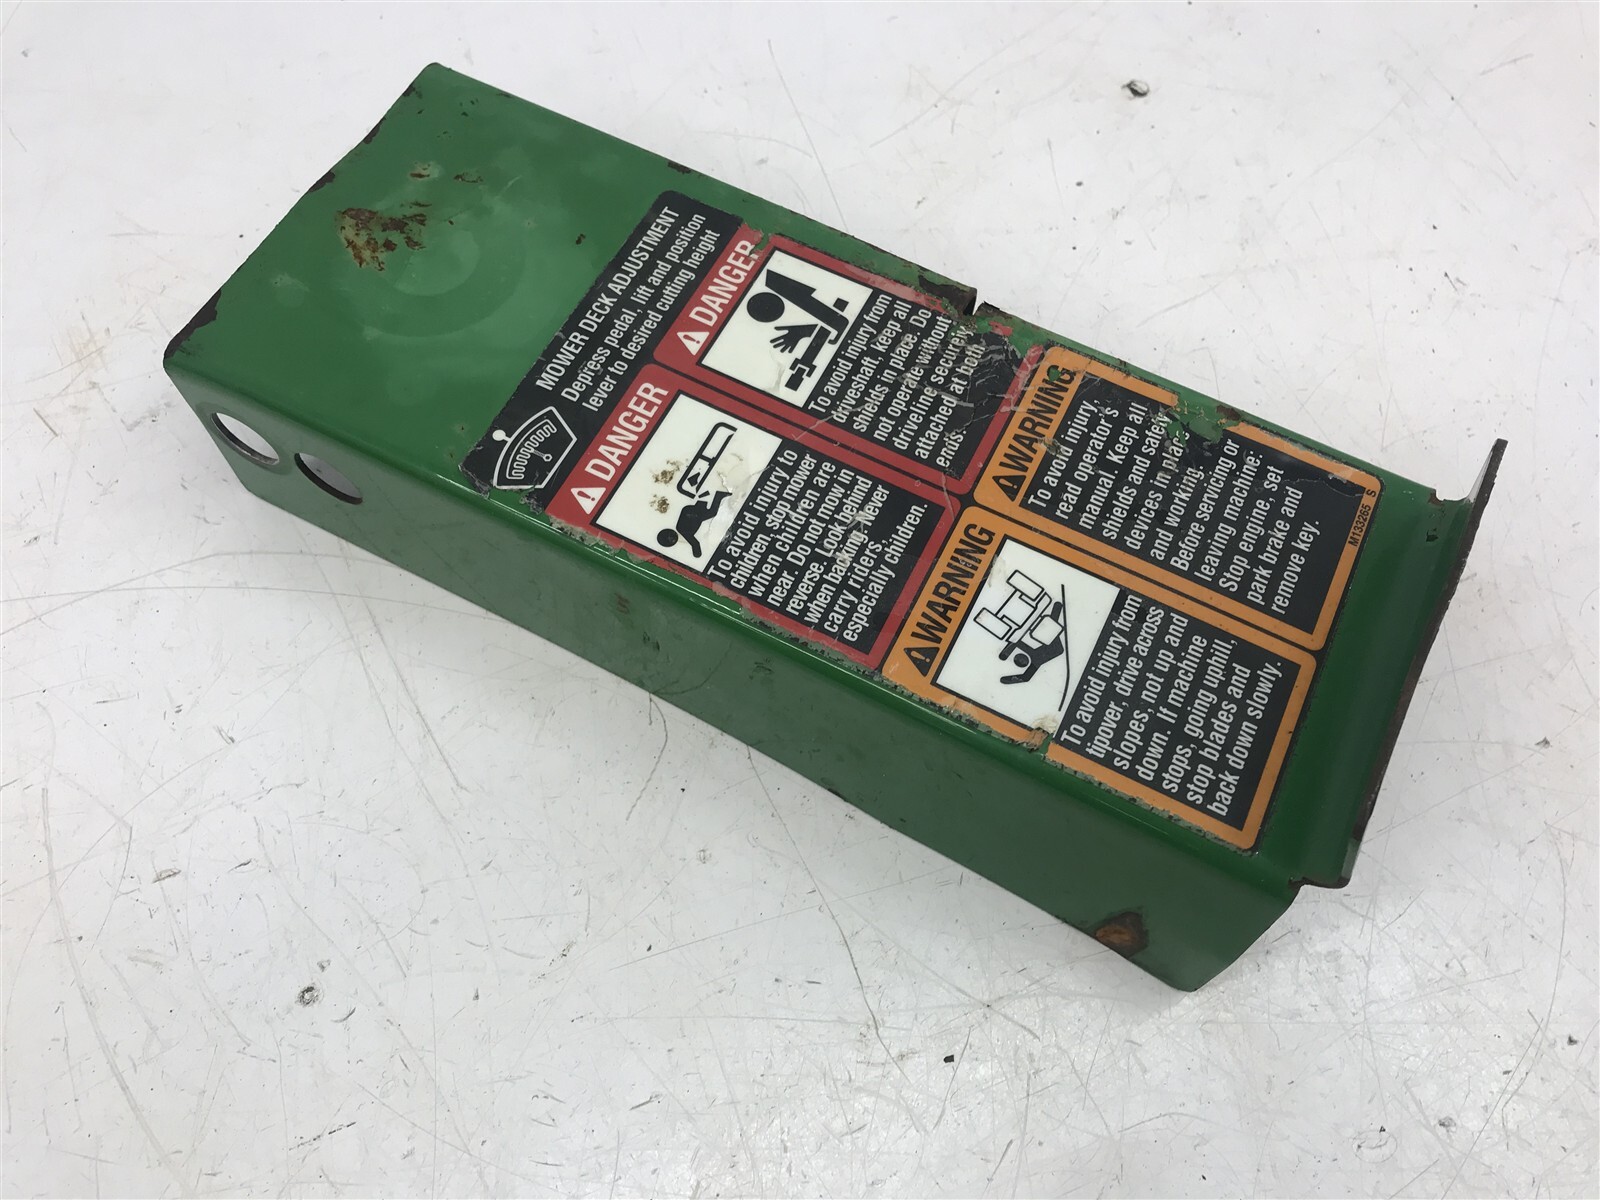 MOWER DECK ADJUSTMENT
Depress pedal, lift and position
lever to desired cutting height
DANGER
To avoid injury to
children, stop mower
when children are
near. Do not mow in
reverse. Look behind
when backing. Never
carry riders,
especially children.
DANGER
To avoid injury from
driveshaft, keep all
shields in place. Do
not operate without
driveline securely
attached at both
ends.
WARNING
To avoid injury from
tipover, drive across
slopes, not up and
down. If machine
stops, going uphill,
stop blades and
back down slowly.
WARNING
To avoid injury,
read operator's
manual. Keep all
shields and safety
devices in place
and working.
Before servicing or
leaving machine:
Stop engine, set
park brake and
remove key.
M133265 S